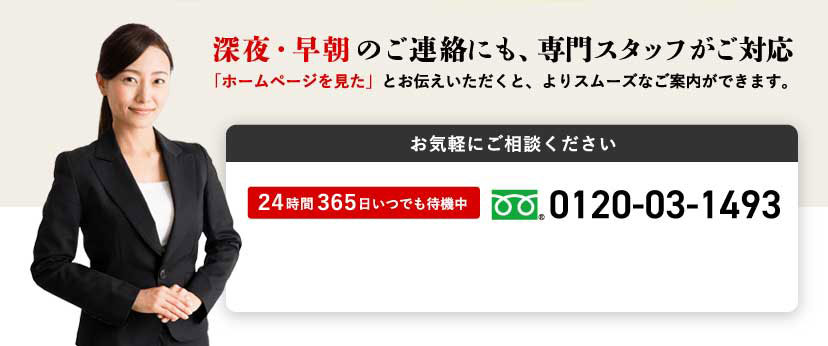 深夜・早朝のご連絡にも、専門スタッフがご対応
「ホームページを見た」とお伝えいただくと、よりスムーズなご案内ができます。
お気軽にご相談ください
24時間365日いつでも待機中 ® 0120-03-1493